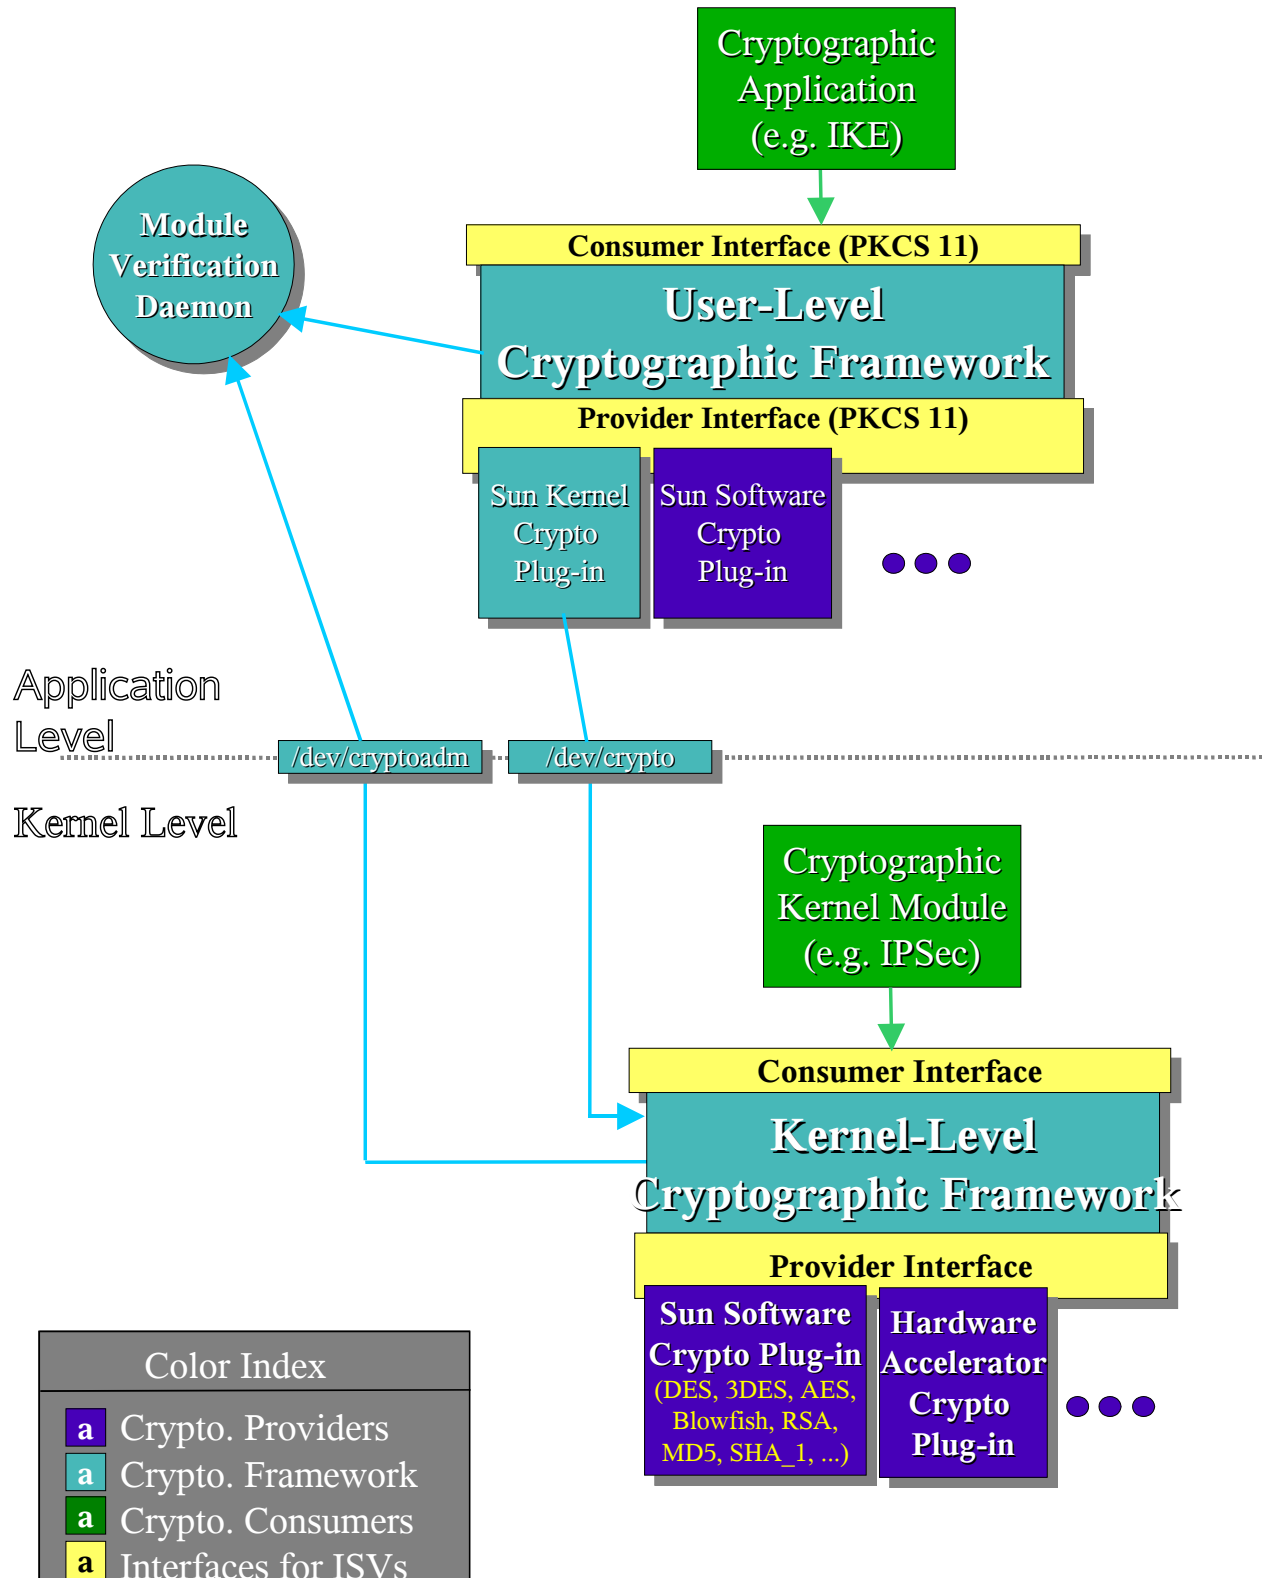 Cryptographic
Application
(e.g. IKE)
Module
Verification
Daemon
Consumer Interface (PKCS 11)
User-Level
Cryptographic Framework
Provider Interface (PKCS 11)
Sun Kernel
Crypto
Plug-in
Sun Software
Crypto
Plug-in
Application
Level
/dev/cryptoadm
/dev/crypto
Kernel Level
Cryptographic
Kernel Module
(e.g. IPSec)
Consumer Interface
Kernel-Level
Cryptographic Framework
Provider Interface
Sun Software
Crypto Plug-in
(DES, 3DES, AES,
Blowfish, RSA,
MD5, SHA_1, ...)
Hardware
Accelerator
Crypto
Plug-in
Color Index
a Crypto. Providers
a Crypto. Framework
a Crypto. Consumers
a Interfaces for ISVs